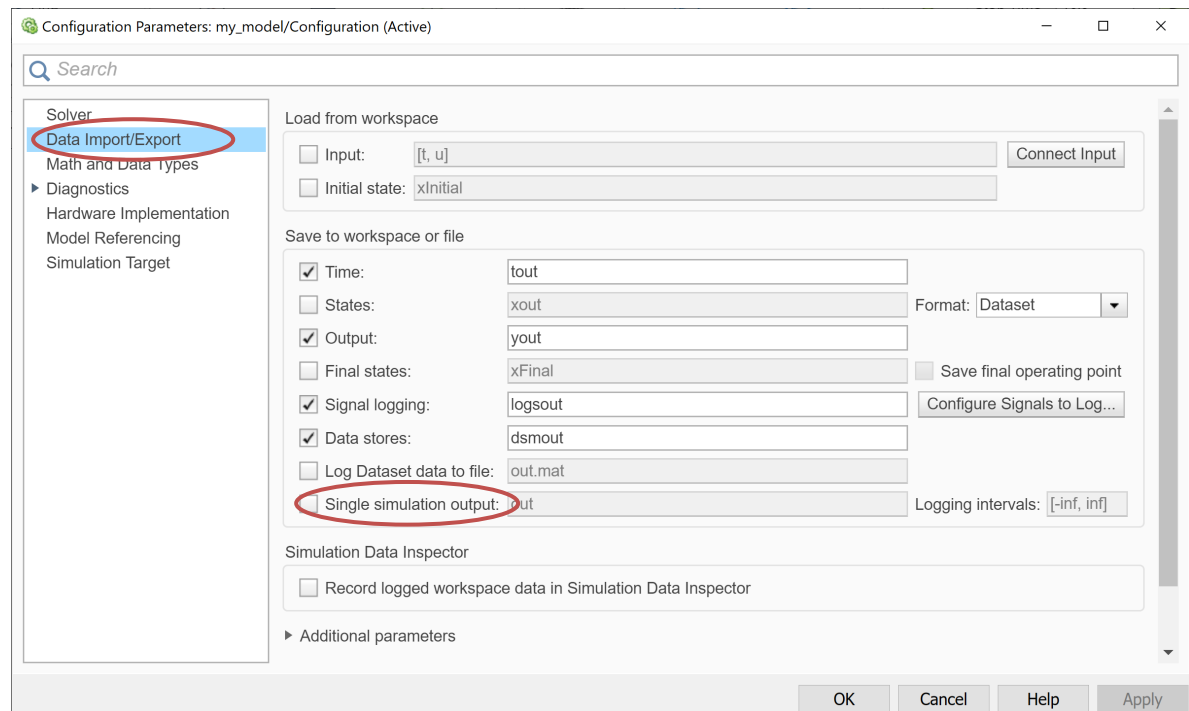 Configuration Parameters: my_model/Configuration (Active)
Search
Solver
Data Import/Export
Math and Data Types
Diagnostics
Hardware Implementation
Model Referencing
Simulation Target
Load from workspace
Input: [t, u] Connect Input
Initial state: xInitial
Save to workspace or file
Time: tout
States: xout Format: Dataset
Output: yout
Final states: xFinal Save final operating point
Signal logging: logsout Configure Signals to Log...
Data stores: dsmout
Log Dataset data to file: out.mat
Single simulation output: out Logging intervals: [-inf, inf]
Simulation Data Inspector
Record logged workspace data in Simulation Data Inspector
Additional parameters
OK Cancel Help Apply